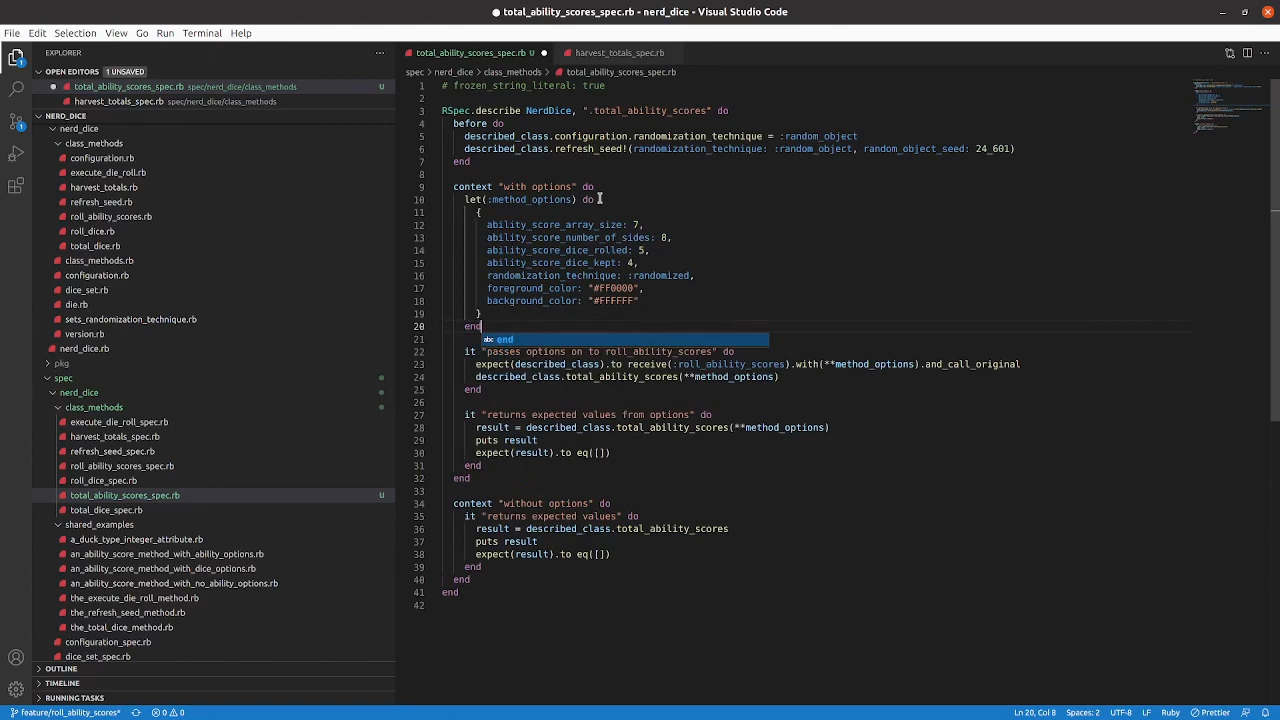 total_ability_scores_spec.rb - nerd_dice - Visual Studio Code
File Edit Selection View Go Run Terminal Help
EXPLORER
OPEN EDITORS 1 UNSAVED
total_ability_scores_spec.rb spec/nerd_dice/class_methods U
harvest_totals_spec.rb spec/nerd_dice/class_methods
NERD_DICE
nerd_dice
class_methods
configuration.rb
execute_die_roll.rb
harvest_totals.rb
refresh_seed.rb
roll_ability_scores.rb
roll_dice.rb
total_dice.rb
class_methods.rb
configuration.rb
dice_set.rb
die.rb
sets_randomization_technique.rb
version.rb
nerd_dice.rb
pkg
spec
nerd_dice
class_methods
execute_die_roll_spec.rb
harvest_totals_spec.rb
refresh_seed_spec.rb
roll_ability_scores_spec.rb
roll_dice_spec.rb
total_ability_scores_spec.rb U
total_dice_spec.rb
shared_examples
a_duck_type_integer_attribute.rb
an_ability_score_method_with_ability_options.rb
an_ability_score_method_with_dice_options.rb
an_ability_score_method_with_no_ability_options.rb
the_execute_die_roll_method.rb
the_refresh_seed_method.rb
the_total_dice_method.rb
configuration_spec.rb
dice_set_spec.rb
OUTLINE
TIMELINE
RUNNING TASKS
total_ability_scores_spec.rb U harvest_totals_spec.rb
spec nerd_dice class_methods total_ability_scores_spec.rb
1 # frozen_string_literal: true
2
3 RSpec.describe NerdDice, ".total_ability_scores" do
4 before do
5 described_class.configuration.randomization_technique = :random_object
6 described_class.refresh_seed!(randomization_technique: :random_object, random_object_seed: 24_601)
7 end
8
9 context "with options" do
10 let(:method_options) do
11 {
12 ability_score_array_size: 7,
13 ability_score_number_of_sides: 8,
14 ability_score_dice_rolled: 5,
15 ability_score_dice_kept: 4,
16 randomization_technique: :randomized,
17 foreground_color: "#FF0000",
18 background_color: "#FFFFFF"
19 }
20 end
21 abc end
22 it "passes options on to roll_ability_scores" do
23 expect(described_class).to receive(:roll_ability_scores).with(**method_options).and_call_original
24 described_class.total_ability_scores(**method_options)
25 end
26
27 it "returns expected values from options" do
28 result = described_class.total_ability_scores(**method_options)
29 puts result
30 expect(result).to eq([])
31 end
32 end
33
34 context "without options" do
35 it "returns expected values" do
36 result = described_class.total_ability_scores
37 puts result
38 expect(result).to eq([])
39 end
40 end
41 end
42
feature/roll_ability_scores* 0 0 Ln 20, Col 8 Spaces: 2 UTF-8 LF Ruby Prettier